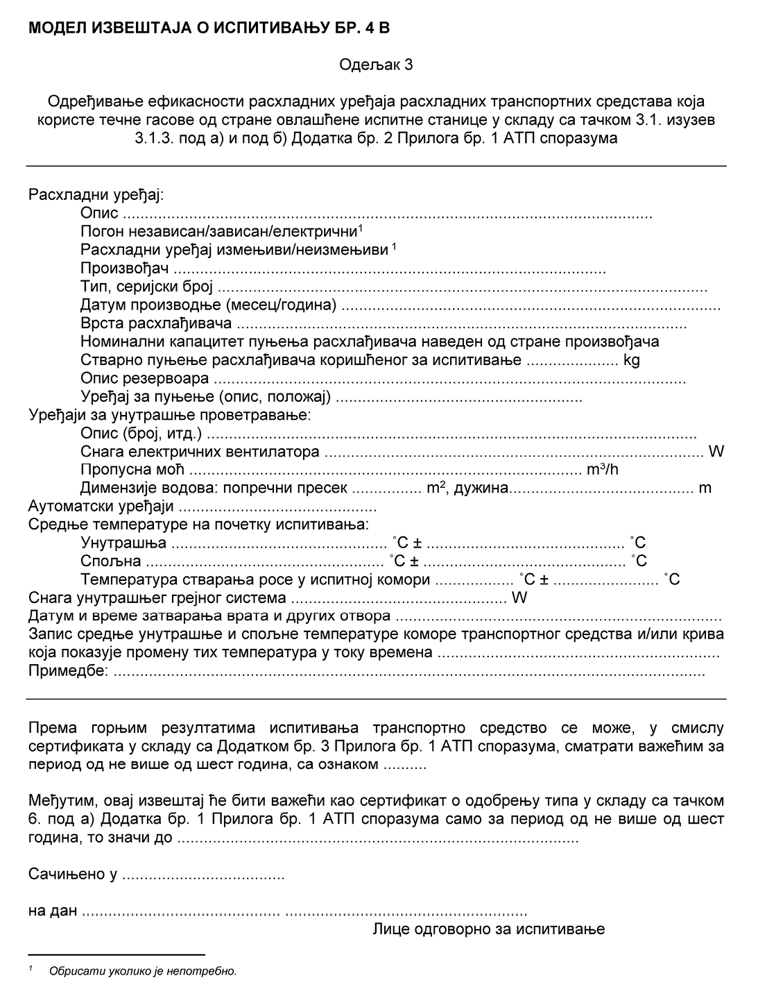 МОДЕЛ ИЗВЕШТАЈА О ИСПИТИВАЊУ БР. 4 В
Одељак 3
Одређивање ефикасности расхладних уређаја расхладних транспортних средстава која
користе течне гасове од стране овлашћене испитне станице у складу са тачком 3.1. изузев
3.1.3. под а) и под б) Додатка бр. 2 Прилога бр. 1 АТП споразума
Расхладни уређај:
Опис ........................................................................................................................
Погон независан/зависан/електрични¹
Расхладни уређај измењиви/неизмењиви ¹
Произвођач ..................................................................................................
Тип, серијски број ...............................................................................................................
Датум производње (месец/година) ......................................................................................
Врста расхлађивача ......................................................................................................
Номинални капацитет пуњења расхлађивача наведен од стране произвођача
Стварно пуњење расхлађивача коришћеног за испитивање ..................... kg
Опис резервоара ...........................................................................................................
Уређај за пуњење (опис, положај) ........................................................
Уређаји за унутрашње проветравање:
Опис (број, итд.) ...............................................................................................................
Снага електричних вентилатора ...................................................................................... W
Пропусна моћ ......................................................................................... m³/h
Димензије водова: попречни пресек ................ m², дужина.......................................... m
Аутоматски уређаји .............................................
Средње температуре на почетку испитивања:
Унутрашња ................................................. °C ± ............................................. °C
Спољна ...................................................... °C ± .............................................. °C
Температура стварања росе у испитној комори .................. °C ± ........................ °C
Снага унутрашњег грејног система ................................................. W
Датум и време затварања врата и других отвора ..........................................................................
Запис средње унутрашње и спољне температуре коморе транспортног средства и/или крива
која показује промену тих температура у току времена ................................................................
Примедбе: ......................................................................................................................................
Према горњим резултатима испитивања транспортно средство се може, у смислу
сертификата у складу са Додатком бр. 3 Прилога бр. 1 АТП споразума, сматрати важећим за
период од не више од шест година, са ознаком ..........
Међутим, овај извештај ће бити важећи као сертификат о одобрењу типа у складу са тачком
6. под а) Додатка бр. 1 Прилога бр. 1 АТП споразума само за период од не више од шест
година, то значи до ...........................................................................................
Сачињено у .....................................
на дан ............................................. .......................................................
Лице одговорно за испитивање
¹ Обрисати уколико је непотребно.